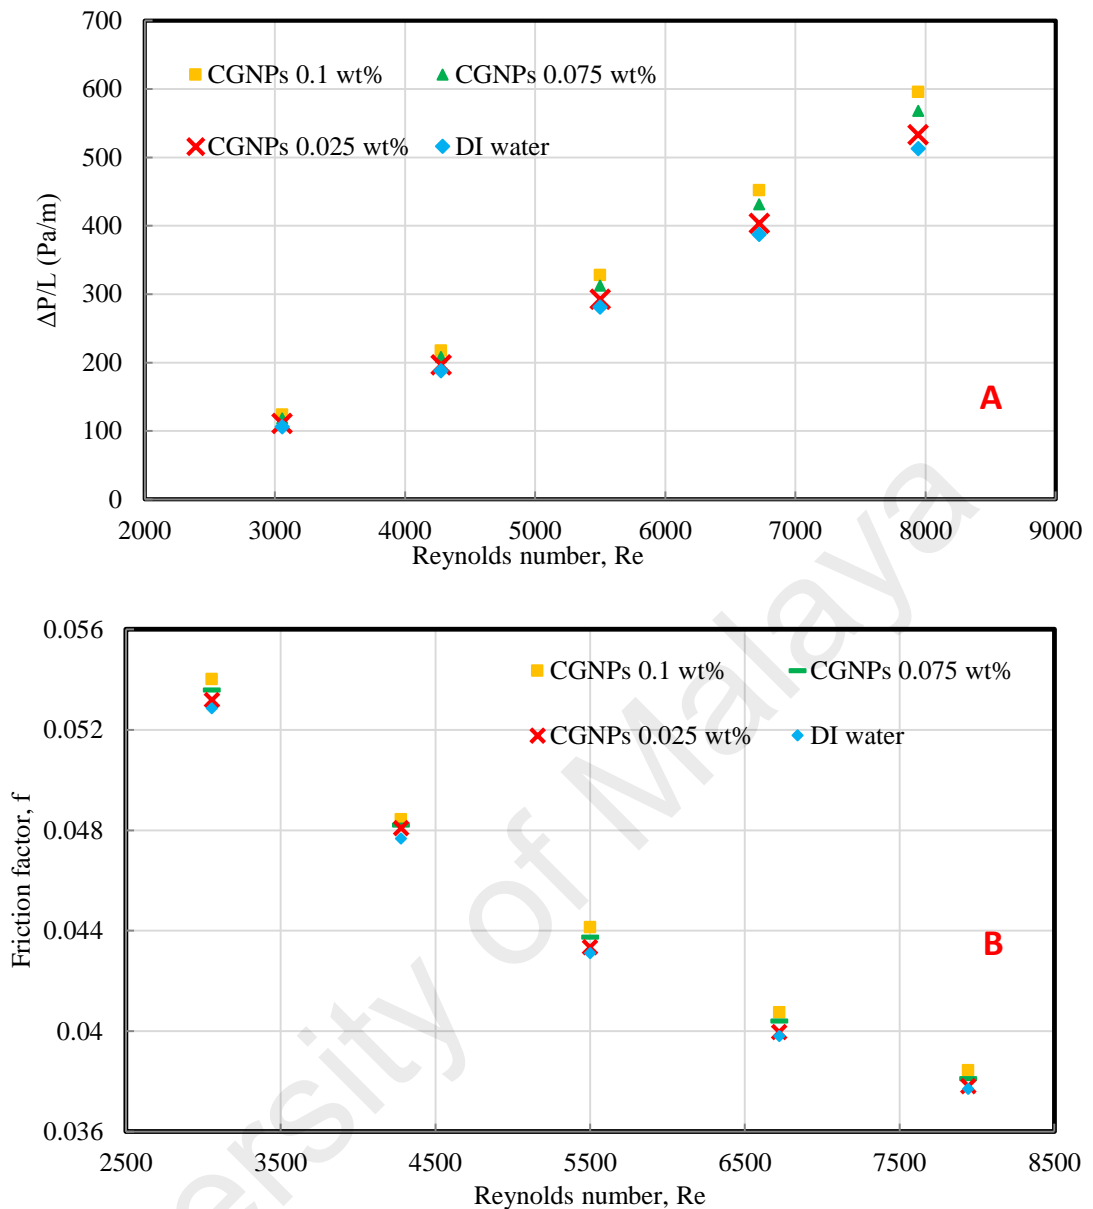 700
600
500
400
300
200
100
0
ΔP/L (Pa/m)
CGNPs 0.1 wt% CGNPs 0.075 wt%
CGNPs 0.025 wt% DI water
A
2000 3000 4000 5000 6000 7000 8000 9000
Reynolds number, Re
0.056
0.052
0.048
0.044
0.04
0.036
Friction factor, f
CGNPs 0.1 wt% CGNPs 0.075 wt%
CGNPs 0.025 wt% DI water
B
2500 3500 4500 5500 6500 7500 8500
Reynolds number, Re
ersity of Malaya